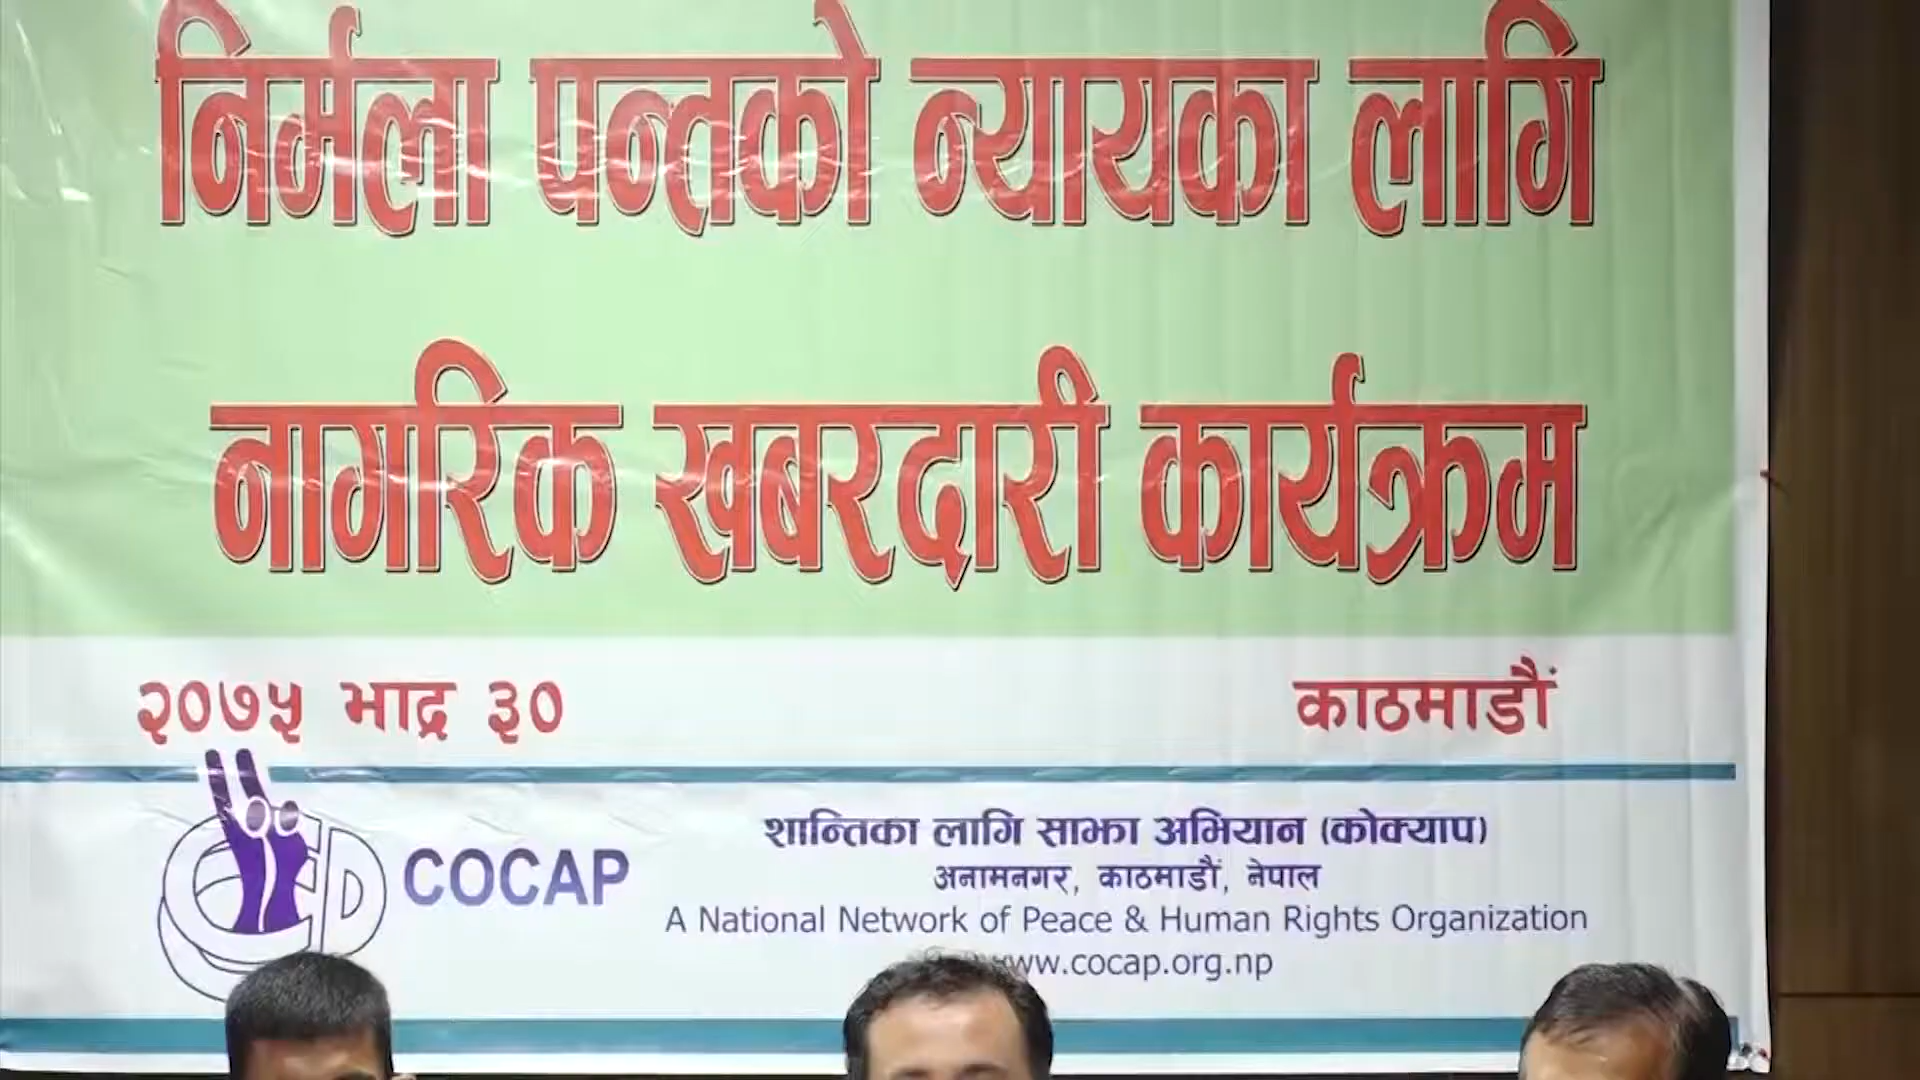 निर्मला पन्तको न्यायका लागि
नागरिक खबरदारी कार्यक्रम
२०७५ भाद्र ३०
काठमाडौं
COCAP
शान्तिका लागि साझा अभियान (कोक्याप)
अनामनगर, काठमाडौं, नेपाल
A National Network of Peace & Human Rights Organization
www.cocap.org.np